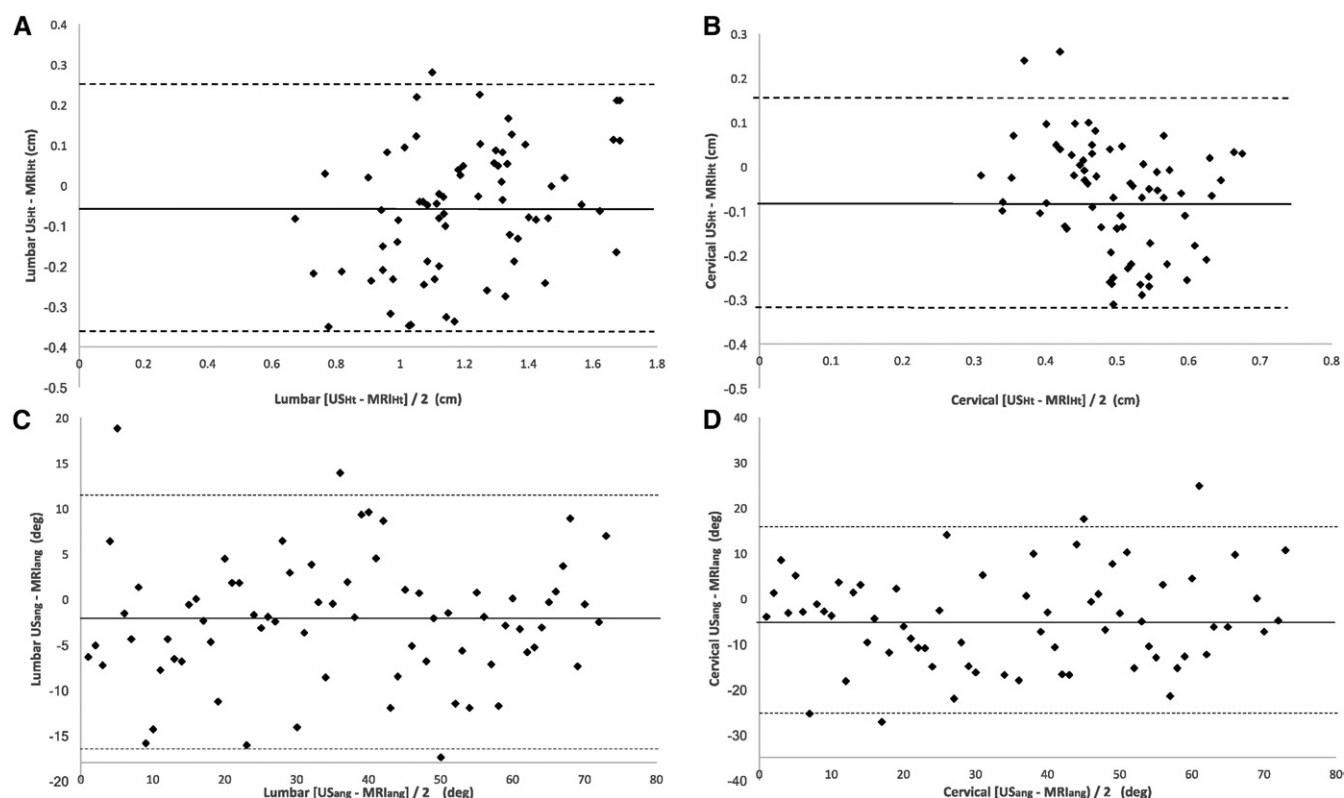 A
0.4
0.3
0.2
0.1
0
-0.1
-0.2
-0.3
-0.4
-0.5
Lumbar USHt - MRIHt (cm)
0 0.2 0.4 0.6 0.8 1 1.2 1.4 1.6 1.8
Lumbar [USHt - MRIHt] / 2 (cm)
B
0.3
0.2
0.1
0
-0.1
-0.2
-0.3
-0.4
-0.5
Cervical USHt - MRIHt (cm)
0 0.1 0.2 0.3 0.4 0.5 0.6 0.7 0.8
Cervical [USHt - MRIHt] / 2 (cm)
C
20
15
10
5
0
-5
-10
-15
-20
Lumbar USang - MRIang (deg)
0 10 20 30 40 50 60 70 80
Lumbar [USang - MRIang] / 2 (deg)
D
40
30
20
10
0
-10
-20
-30
-40
Cervical USang - MRIang (deg)
0 10 20 30 40 50 60 70 80
Cervical [USang - MRIang) / 2 (deg)